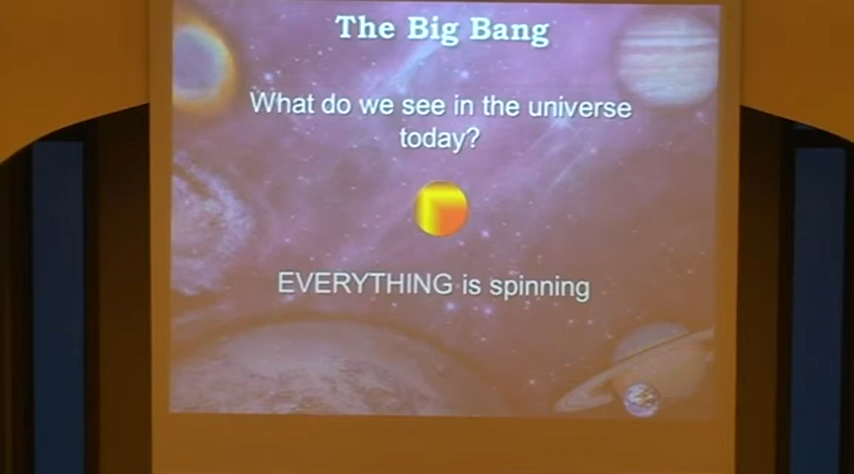 The Big Bang
What do we see in the universe
today?
EVERYTHING is spinning